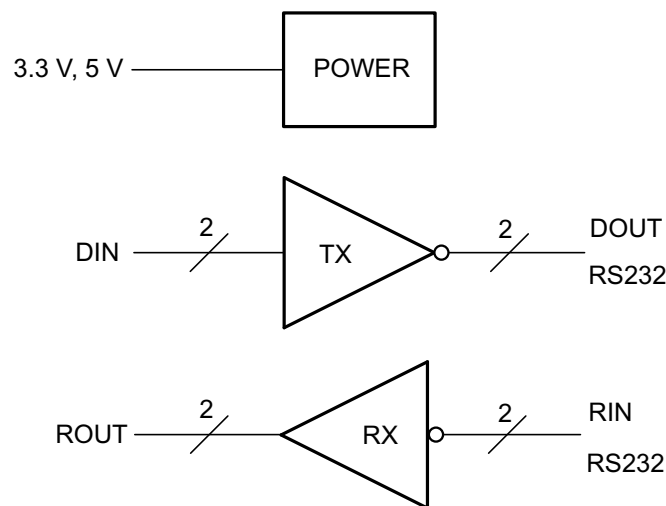 3.3 V, 5 V
POWER
2
2
DIN
TX
DOUT
RS232
2
2
ROUT
RX
RIN
RS232